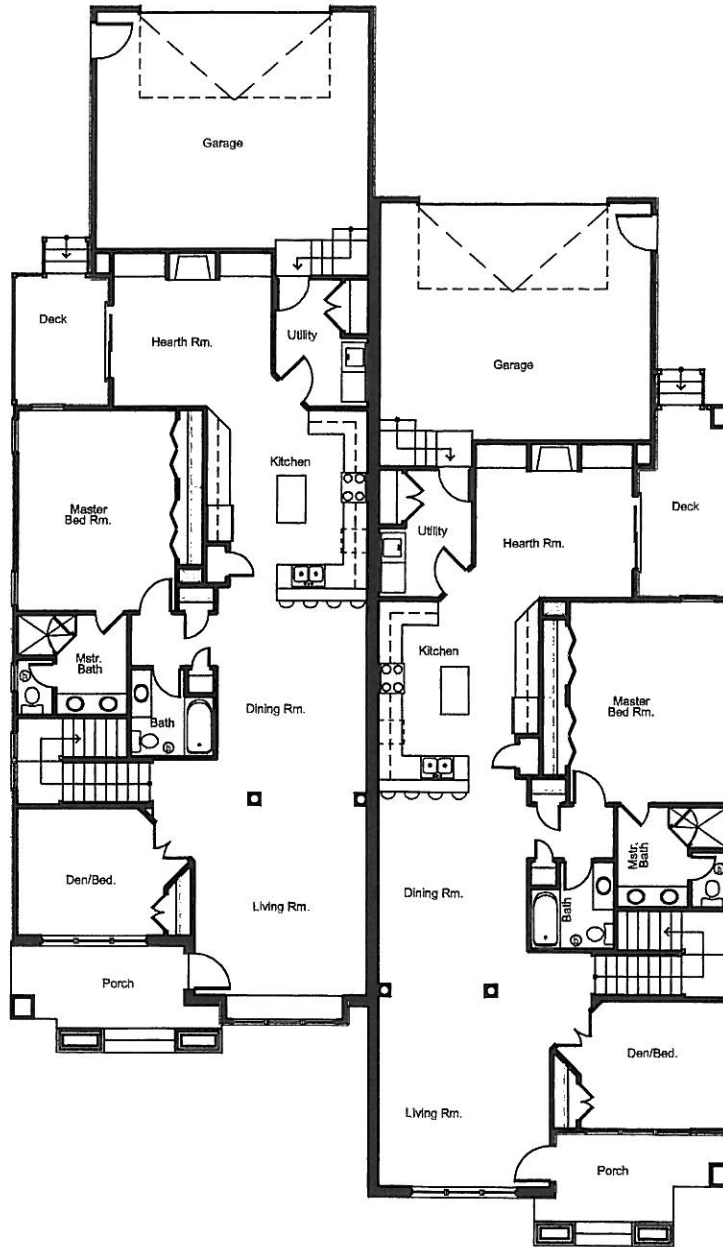 Garage
Deck
Hearth Rm.
Utility
Kitchen
Master
Bed Rm.
Mstr.
Bath
Bath
Dining Rm.
Den/Bed.
Living Rm.
Porch
Garage
Utility
Hearth Rm.
Deck
Kitchen
Master
Bed Rm.
Mstr.
Bath
Dining Rm.
Bath
Den/Bed.
Living Rm.
Porch